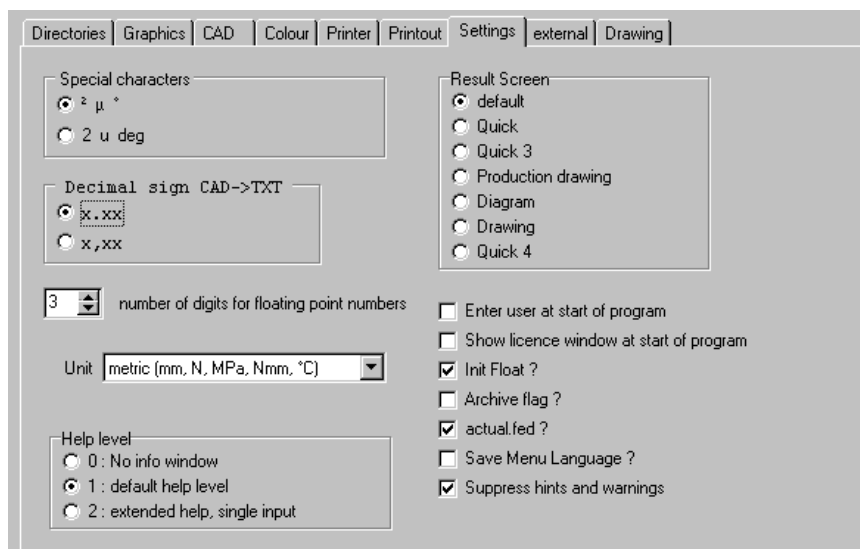 Directories Graphics CAD Colour Printer Printout Settings external Drawing
Special characters
² µ °
2 u deg
Decimal sign CAD->TXT
x.xx
x,xx
3 number of digits for floating point numbers
Unit metric (mm, N, MPa, Nmm, °C)
Help level
0 : No info window
1 : default help level
2 : extended help, single input
Result Screen
default
Quick
Quick 3
Production drawing
Diagram
Drawing
Quick 4
Enter user at start of program
Show licence window at start of program
Init Float ?
Archive flag ?
actual.fed ?
Save Menu Language ?
Suppress hints and warnings